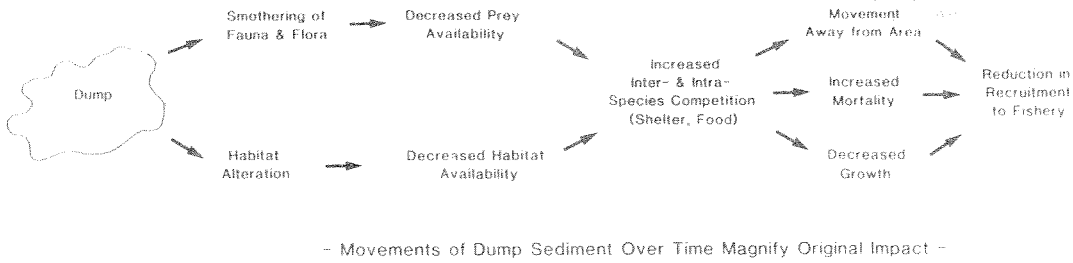 Dump
Smothering of
Fauna & Flora
Decreased Prey
Availability
Habitat
Alteration
Decreased Habitat
Availability
Increased
Inter- & Intra-
Species Competition
(Shelter, Food)
Movement
Away from Area
Increased
Mortality
Decreased
Growth
Reduction in
Recruitment
to Fishery
- Movements of Dump Sediment Over Time Magnify Original Impact -